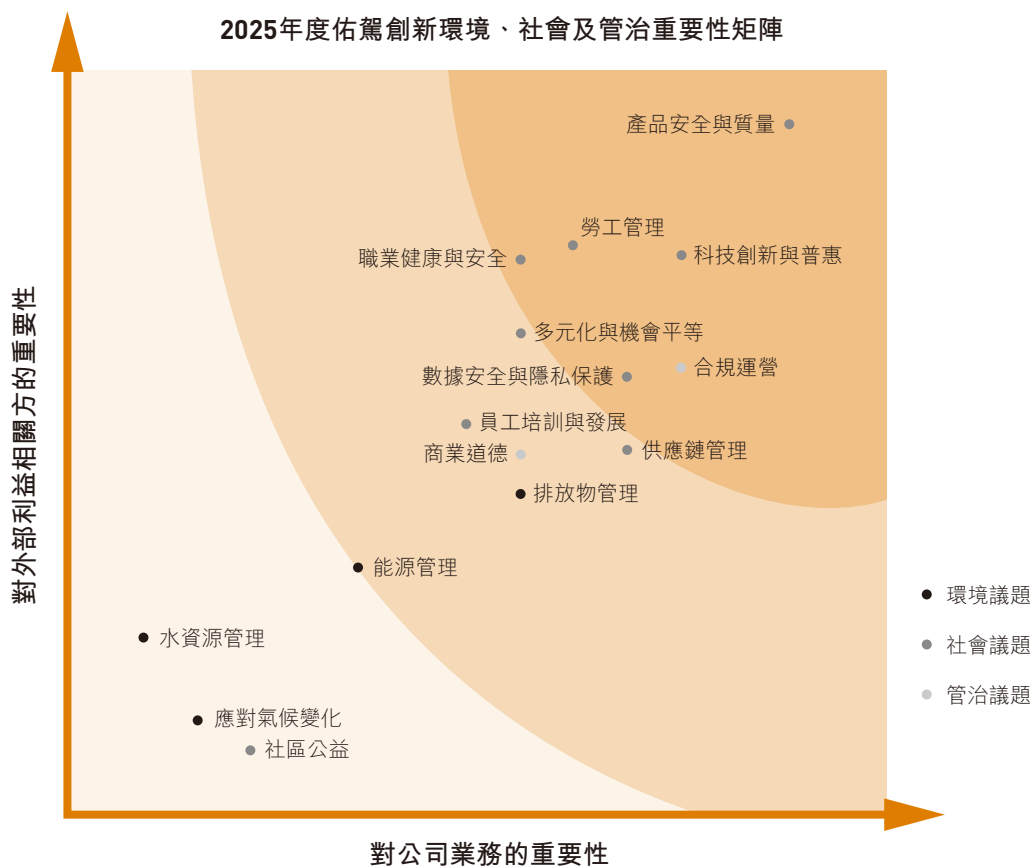 2025年度佑駕創新環境、社會及管治重要性矩陣
對外部利益相關方的重要性
產品安全與質量
勞工管理
職業健康與安全
科技創新與普惠
多元化與機會平等
合規運營
數據安全與隱私保護
員工培訓與發展
商業道德
供應鏈管理
排放物管理
能源管理
水資源管理
應對氣候變化
社區公益
環境議題
社會議題
管治議題
對公司業務的重要性